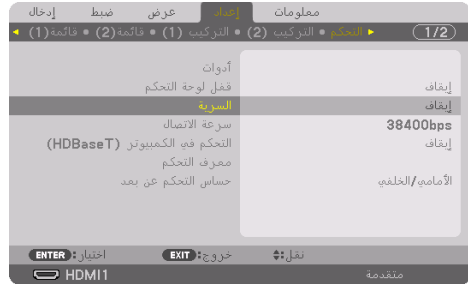 إدخال ضبط عرض إعداد معلومات
◄ قائمة(1) ● قائمة(2) ● التركيب (1) ● التركيب (2) ● التحكم ► 1/2
أدوات
قفل لوحة التحكم إيقاف
السرية إيقاف
سرعة الاتصال 38400bps
التحكم في الكمبيوتر (HDBaseT) إيقاف
معرف التحكم
حساس التحكم عن بعد الأمامي/الخلفي
ENTER :اختيار EXIT :خروج نقل:
HDMI1 متقدمة